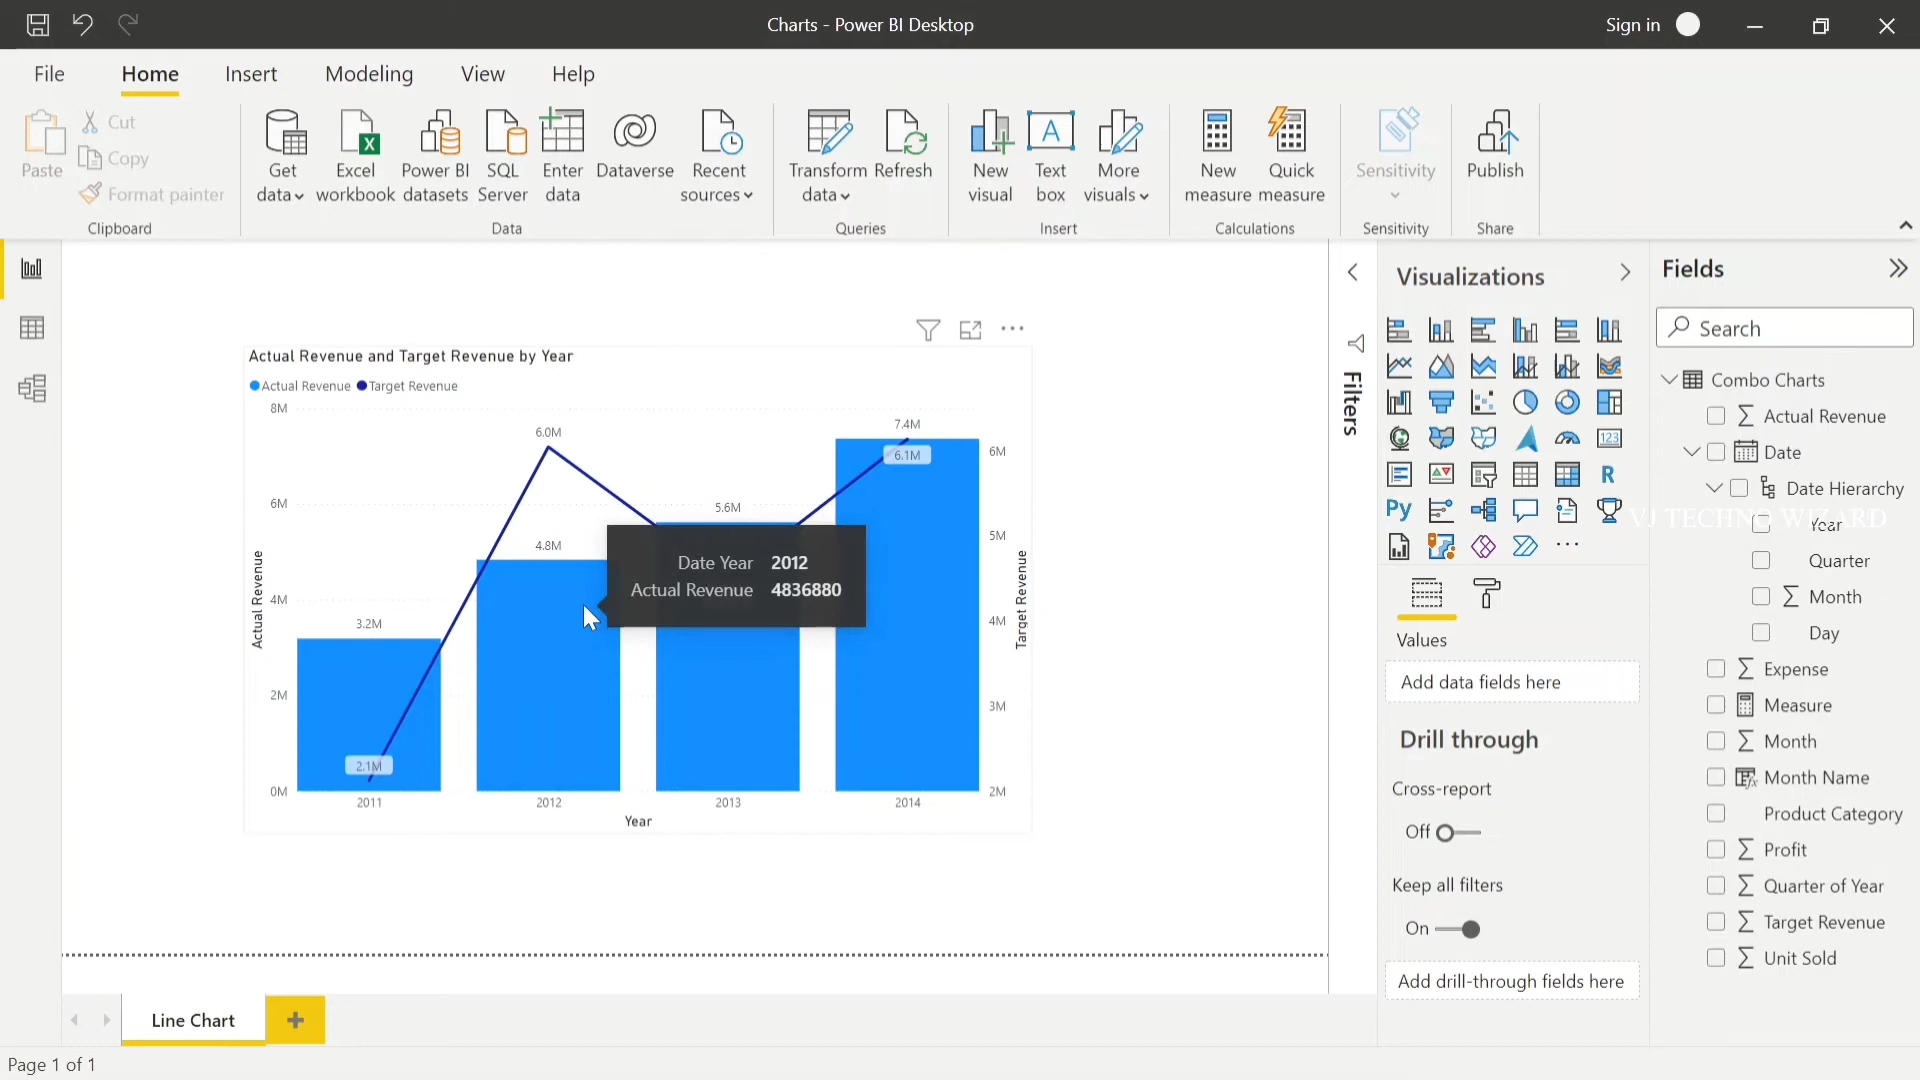 Charts - Power BI Desktop
Sign in
File Home Insert Modeling View Help
Paste
Cut
Copy
Format painter
Clipboard
Get data
Excel workbook
Power BI datasets
SQL Server
Enter data
Dataverse
Recent sources
Data
Transform data
Refresh
Queries
New visual
Text box
More visuals
Insert
New measure
Quick measure
Calculations
Sensitivity
Sensitivity
Publish
Share
Actual Revenue and Target Revenue by Year
Actual Revenue Target Revenue
8M
6M
4M
2M
0M
Actual Revenue
6.0M
7.4M
6.1M
5.6M
4.8M
3.2M
2.1M
Date Year 2012
Actual Revenue 4836880
6M
5M
4M
3M
2M
Target Revenue
2011 2012 2013 2014
Year
Filters
Visualizations
123
R
Py
Values
Add data fields here
Drill through
Cross-report
Off
Keep all filters
On
Add drill-through fields here
Fields
Search
Combo Charts
Actual Revenue
Date
Date Hierarchy
VJ TECHNO WIZARD
Year
Quarter
Month
Day
Expense
Measure
Month
Month Name
Product Category
Profit
Quarter of Year
Target Revenue
Unit Sold
Line Chart
Page 1 of 1